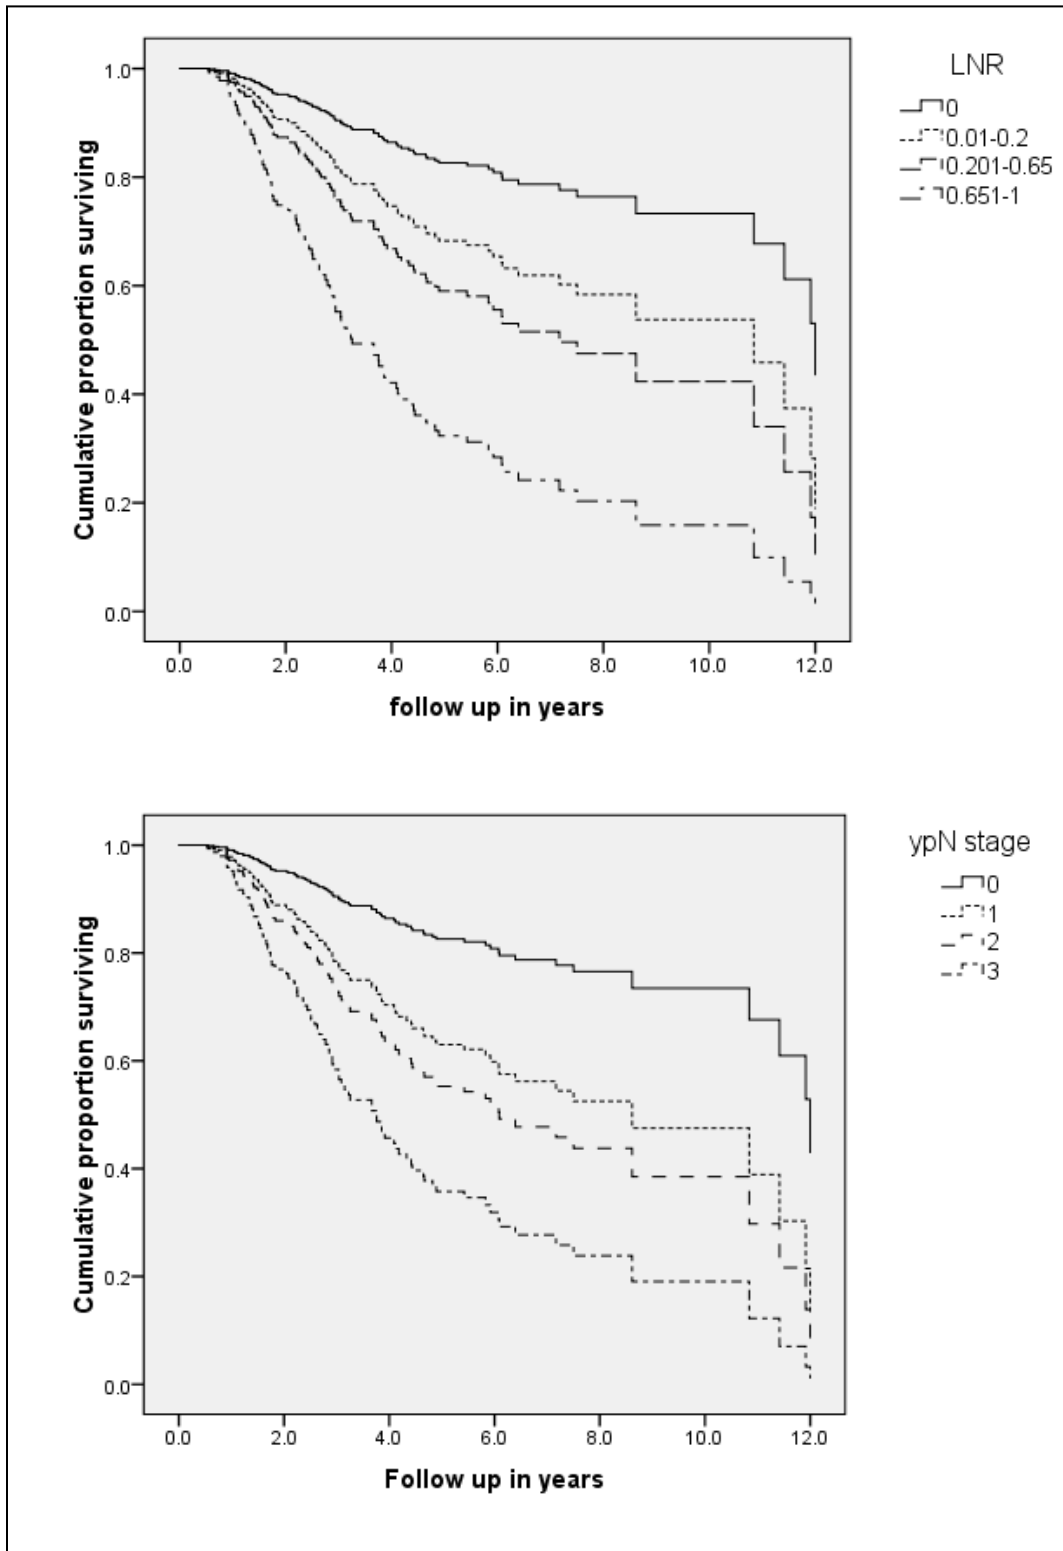 LNR
0
0.01-0.2
0.201-0.65
0.651-1
Cumulative proportion surviving
1.0
0.8
0.6
0.4
0.2
0.0
0.0 2.0 4.0 6.0 8.0 10.0 12.0
follow up in years
ypN stage
0
1
2
3
Cumulative proportion surviving
1.0
0.8
0.6
0.4
0.2
0.0
0.0 2.0 4.0 6.0 8.0 10.0 12.0
Follow up in years